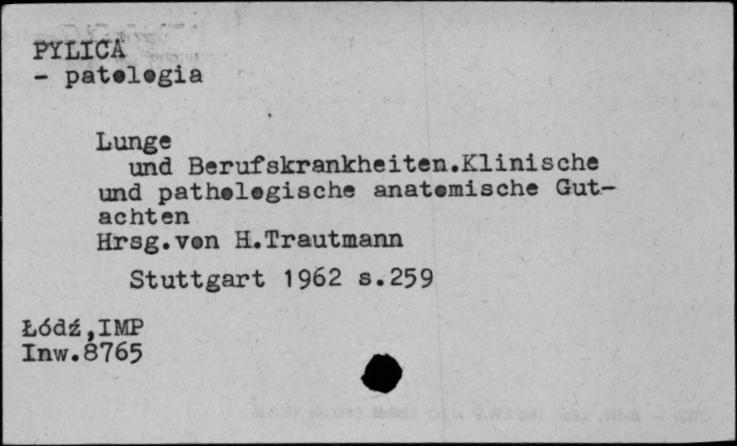 PYLICA
- patologia
Lunge
und Berufskrankheiten.Klinische
und pathologische anatomische Gut-
achten
Hrsg.von H.Trautmann
Stuttgart 1962 s.259
Łódź,IMP
Inw.8765